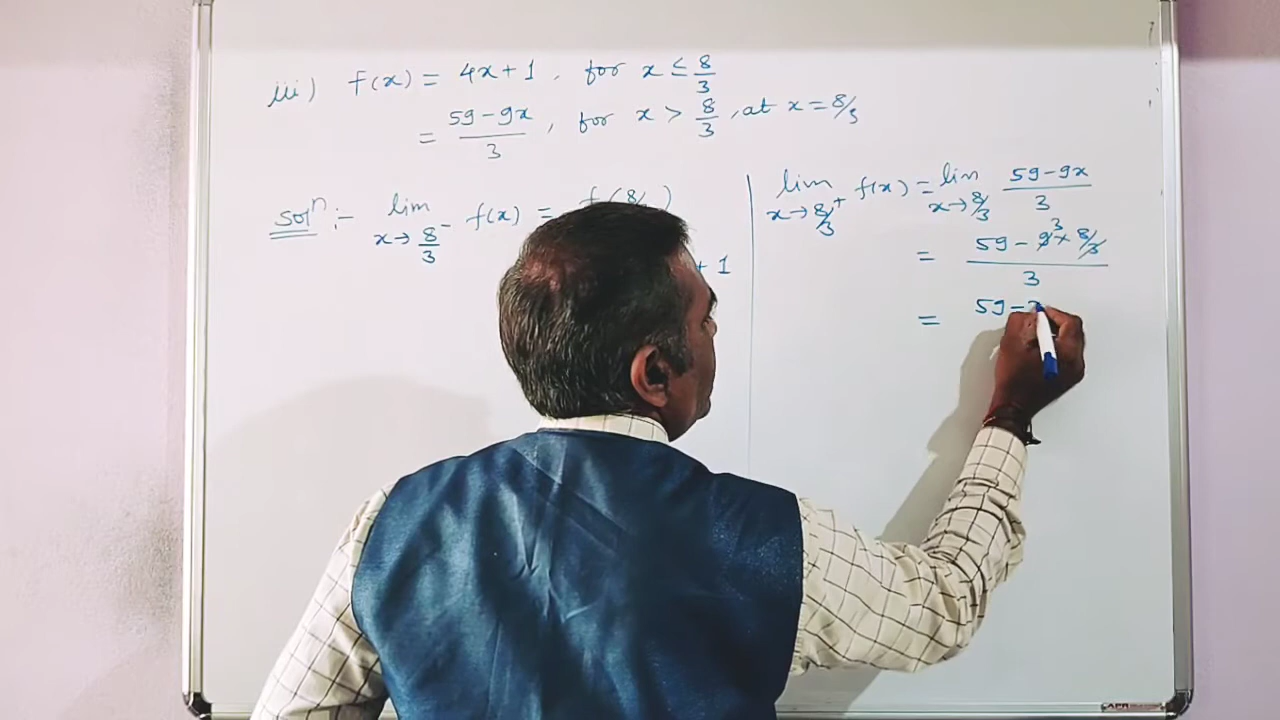 iii) f(x) = 4x+1, for x ≤ 8/3
= 59-9x/3, for x > 8/3, at x = 8/3
Solⁿ :- lim x→8/3⁻ f(x) = f(8/
+ 1
lim x→8/3⁺ f(x) = lim x→8/3 59-9x/3
= 59 - 9³ × 8/3 / 3
= 59 -